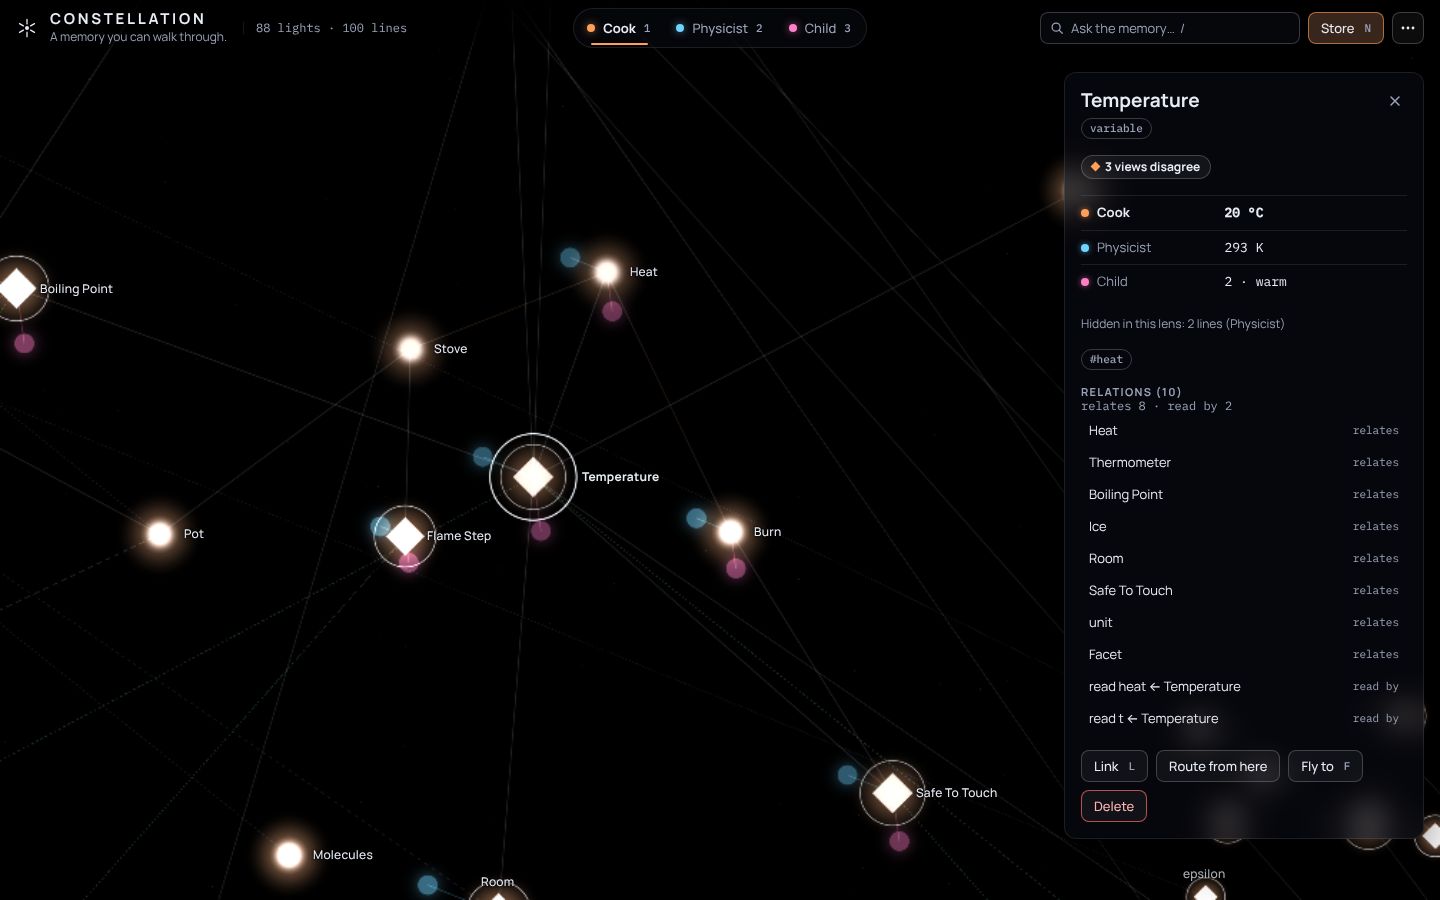 CONSTELLATION
A memory you can walk through.
88 lights · 100 lines
Cook 1
Physicist 2
Child 3
Ask the memory... /
Store N
Temperature
variable
3 views disagree
Cook 20 °C
Physicist 293 K
Child 2 · warm
Hidden in this lens: 2 lines (Physicist)
#heat
RELATIONS (10)
relates 8 · read by 2
Heat relates
Thermometer relates
Boiling Point relates
Ice relates
Room relates
Safe To Touch relates
unit relates
Facet relates
read heat ← Temperature read by
read t ← Temperature read by
Link L
Route from here
Fly to F
Delete
Heat
Boiling Point
Stove
Temperature
Pot
Flame Step
Burn
Safe To Touch
Molecules
Room
epsilon